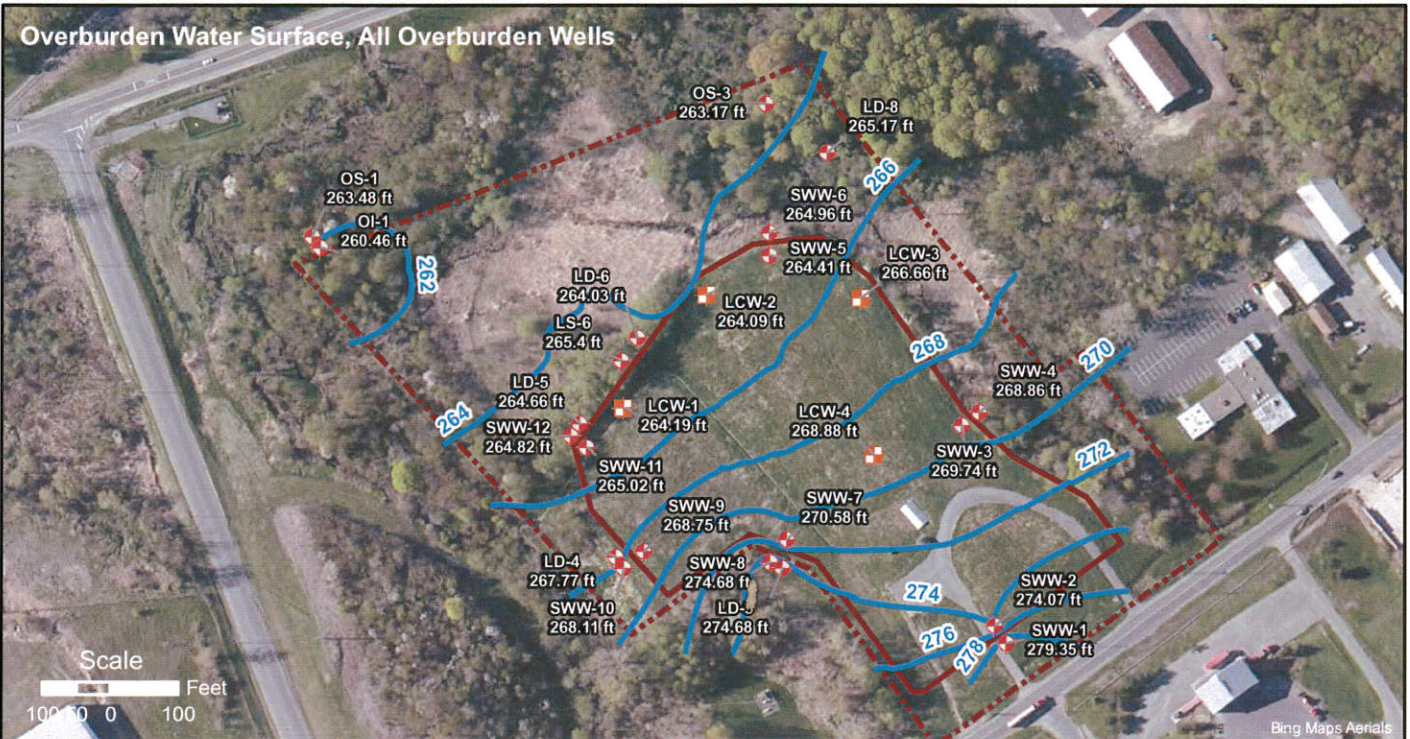 Overburden Water Surface, All Overburden Wells
OS-3
263.17 ft
LD-8
265.17 ft
266
OS-1
263.48 ft
OI-1
260.46 ft
262
SWW-6
264.96 ft
SWW-5
264.41 ft
LCW-3
266.66 ft
LD-6
264.03 ft
LCW-2
264.09 ft
LS-6
265.4 ft
268
270
SWW-4
268.86 ft
LD-5
264.66 ft
264
SWW-12
264.82 ft
LCW-1
264.19 ft
LCW-4
268.88 ft
SWW-3
269.74 ft
272
SWW-11
265.02 ft
SWW-9
268.75 ft
SWW-7
270.58 ft
LD-4
267.77 ft
SWW-8
274.68 ft
SWW-10
268.11 ft
274.68 ft
274
SWW-2
274.07 ft
276
278
SWW-1
279.35 ft
Scale
Feet
0 100
Bing Maps Aerials